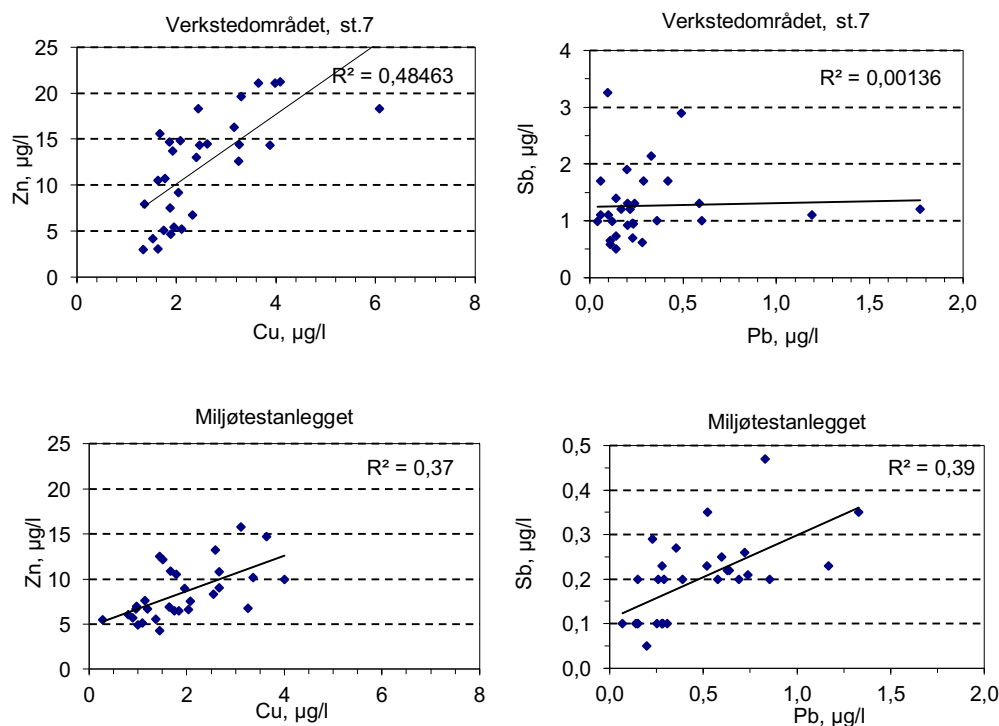 Verkstedområdet, st.7
25
20
15
10
5
0
Zn, µg/l
R² = 0,48463
0 2 4 6 8
Cu, µg/l
Verkstedområdet, st.7
4
3
2
1
0
Sb, µg/l
R² = 0,00136
0 0,5 1,0 1,5 2,0
Pb, µg/l
Miljøtestanlegget
25
20
15
10
5
0
Zn, µg/l
R² = 0,37
0 2 4 6 8
Cu, µg/l
Miljøtestanlegget
0,5
0,4
0,3
0,2
0,1
0,0
Sb, µg/l
R² = 0,39
0,0 0,5 1,0 1,5 2,0
Pb, µg/l